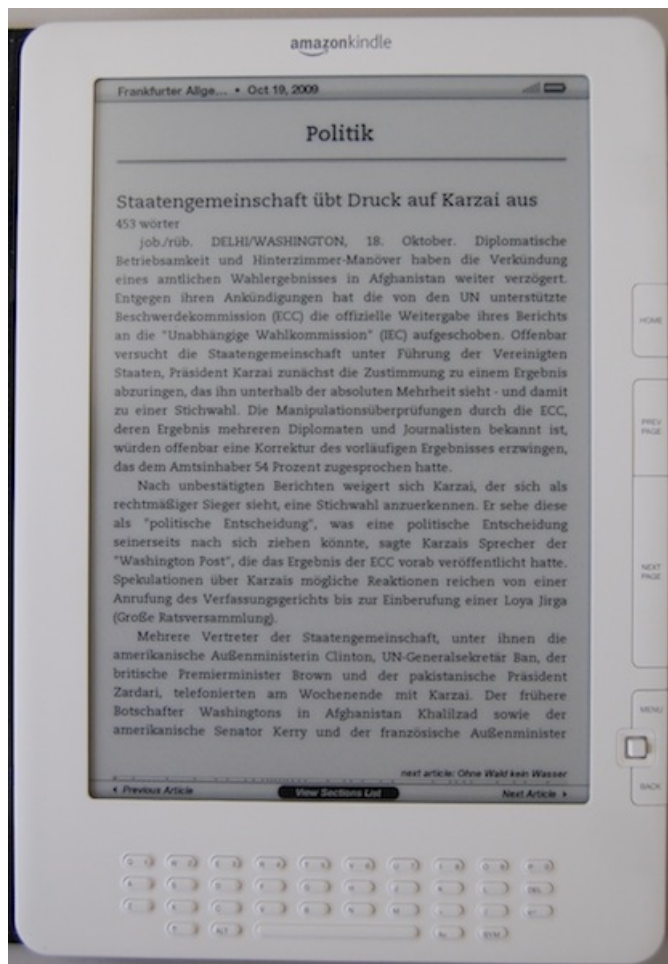 amazonkindle
Frankfurter Allge... • Oct 19, 2009
Politik
Staatengemeinschaft übt Druck auf Karzai aus
453 wörter
job./rüb. DELHI/WASHINGTON, 18. Oktober. Diplomatische
Betriebsamkeit und Hinterzimmer-Manöver haben die Verkündung
eines amtlichen Wahlergebnisses in Afghanistan weiter verzögert.
Entgegen ihren Ankündigungen hat die von den UN unterstützte
Beschwerdekommission (ECC) die offizielle Weitergabe ihres Berichts
an die "Unabhängige Wahlkommission" (IEC) aufgeschoben. Offenbar
versucht die Staatengemeinschaft unter Führung der Vereinigten
Staaten, Präsident Karzai zunächst die Zustimmung zu einem Ergebnis
abzuringen, das ihn unterhalb der absoluten Mehrheit sieht - und damit
zu einer Stichwahl. Die Manipulationsüberprüfungen durch die ECC,
deren Ergebnis mehreren Diplomaten und Journalisten bekannt ist,
würden offenbar eine Korrektur des vorläufigen Ergebnisses erzwingen,
das dem Amtsinhaber 54 Prozent zugesprochen hatte.
Nach unbestätigten Berichten weigert sich Karzai, der sich als
rechtmäßiger Sieger sieht, eine Stichwahl anzuerkennen. Er sehe diese
als "politische Entscheidung", was eine politische Entscheidung
seinerseits nach sich ziehen könnte, sagte Karzais Sprecher der
"Washington Post", die das Ergebnis der ECC vorab veröffentlicht hatte.
Spekulationen über Karzais mögliche Reaktionen reichen von einer
Anrufung des Verfassungsgerichts bis zur Einberufung einer Loya Jirga
(Große Ratsversammlung).
Mehrere Vertreter der Staatengemeinschaft, unter ihnen die
amerikanische Außenministerin Clinton, UN-Generalsekretär Ban, der
britische Premierminister Brown und der pakistanische Präsident
Zardari, telefonierten am Wochenende mit Karzai. Der frühere
Botschafter Washingtons in Afghanistan Khalilzad sowie der
amerikanische Senator Kerry und der französische Außenminister
next article: Ohne Wald kein Wasser
Previous Article
View Sections List
Next Article
HOME
PREV
PAGE
NEXT
PAGE
MENU
BACK
DEL
ALT
SYM